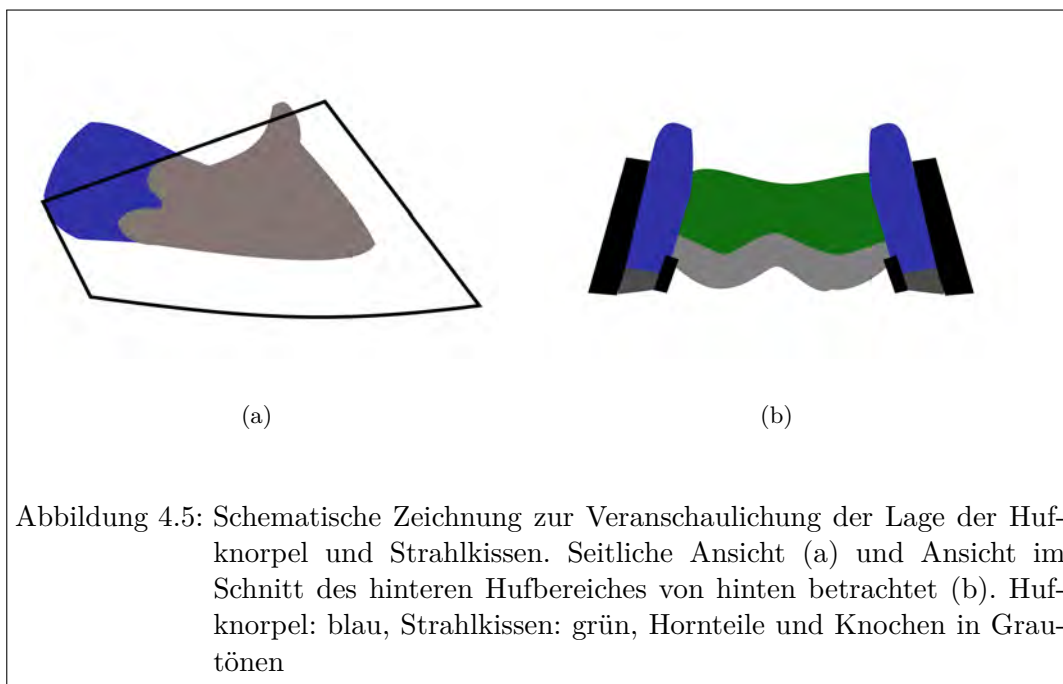 (a)
(b)
Abbildung 4.5: Schematische Zeichnung zur Veranschaulichung der Lage der Huf-
knorpel und Strahlkissen. Seitliche Ansicht (a) und Ansicht im
Schnitt des hinteren Hufbereiches von hinten betrachtet (b). Huf-
knorpel: blau, Strahlkissen: grün, Hornteile und Knochen in Grau-
tönen